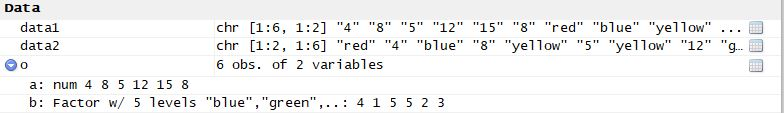 Data
data1 chr [1:6, 1:2] "4" "8" "5" "12" "15" "8" "red" "blue" "yellow" ...
data2 chr [1:2, 1:6] "red" "4" "blue" "8" "yellow" "5" "yellow" "12" "g…
o 6 obs. of 2 variables
a: num 4 8 5 12 15 8
b: Factor w/ 5 levels "blue","green",..: 4 1 5 5 2 3